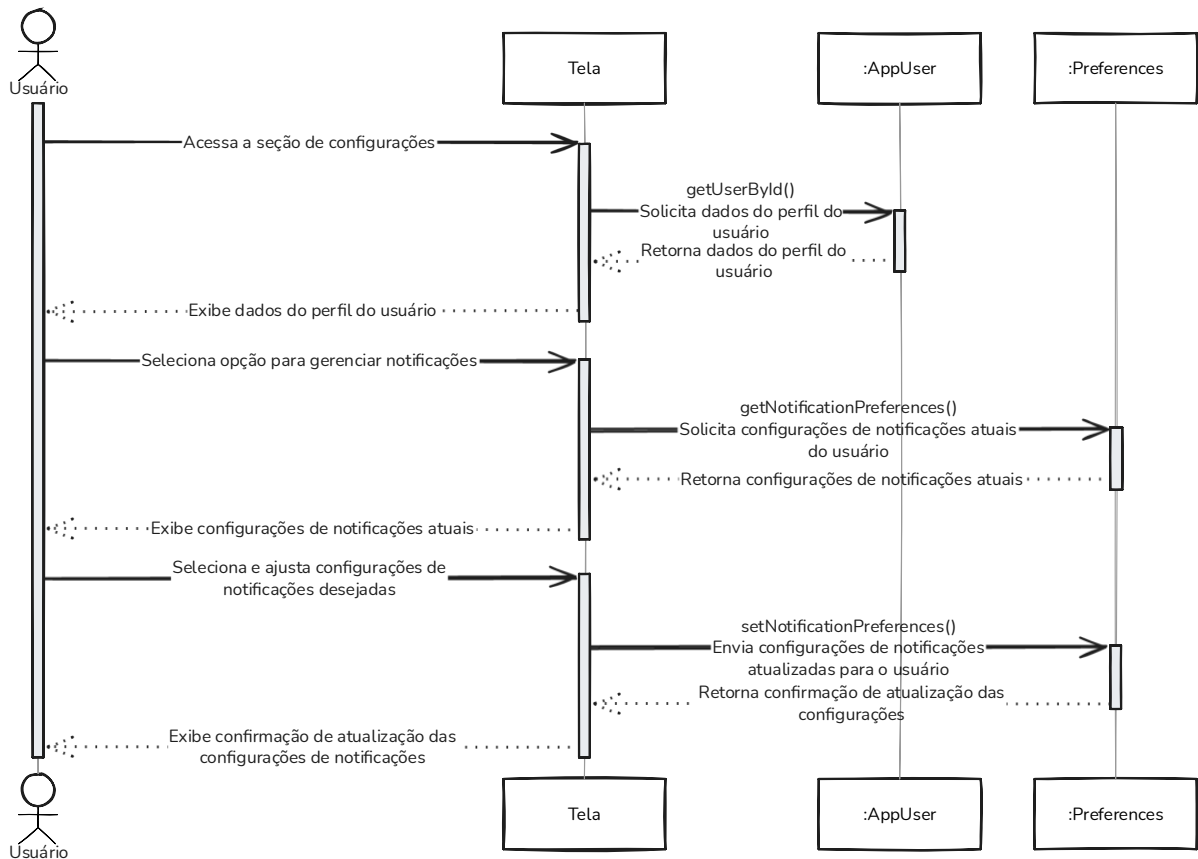 Usuário
Tela
:AppUser
:Preferences
Acessa a seção de configurações
getUserById()
Solicita dados do perfil do
usuário
Retorna dados do perfil do
usuário
Exibe dados do perfil do usuário
Seleciona opção para gerenciar notificações
getNotificationPreferences()
Solicita configurações de notificações atuais
do usuário
Retorna configurações de notificações atuais
Exibe configurações de notificações atuais
Seleciona e ajusta configurações de
notificações desejadas
setNotificationPreferences()
Envia configurações de notificações
atualizadas para o usuário
Retorna confirmação de atualização das
configurações
Exibe confirmação de atualização das
configurações de notificações
Usuário
Tela
:AppUser
:Preferences